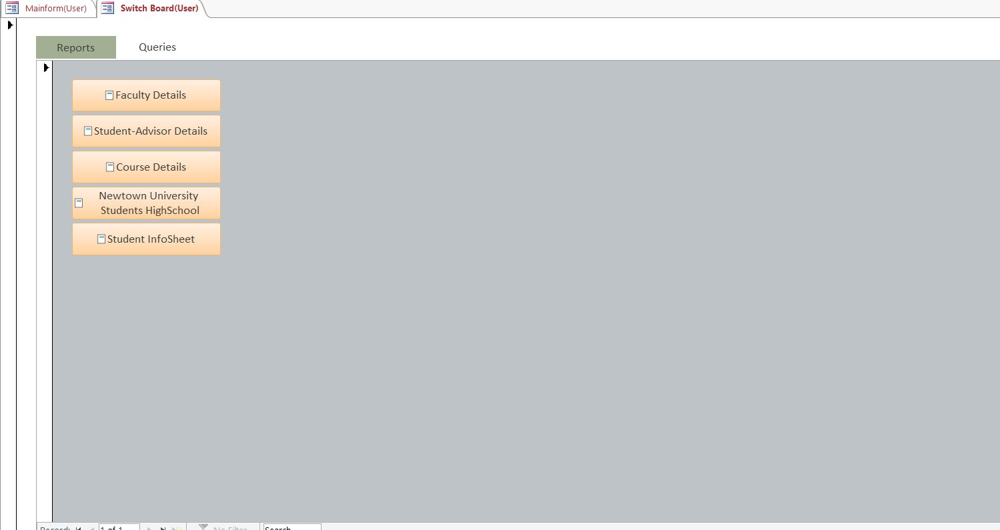 Mainform(User)
Switch Board(User)
Reports
Queries
Faculty Details
Student-Advisor Details
Course Details
Newtown University
Students HighSchool
Student InfoSheet
Record: 1 of 1 No Filter Search